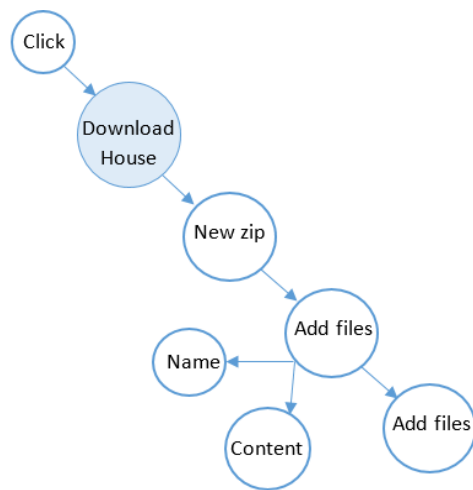 Click
Download
House
New zip
Add files
Name
Add files
Content